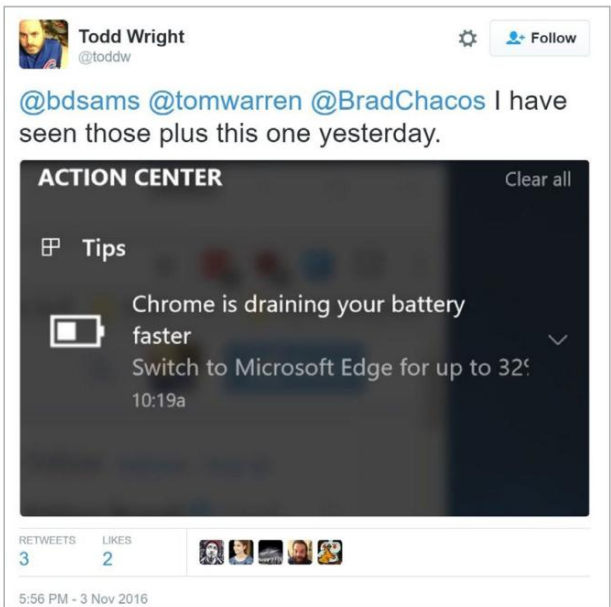 Todd Wright
@toddw
Follow
@bdsams @tomwarren @BradChacos I have
seen those plus this one yesterday.
ACTION CENTER
Clear all
Tips
Chrome is draining your battery
faster
Switch to Microsoft Edge for up to 32
10:19a
RETWEETS LIKES
3 2
5:56 PM - 3 Nov 2016